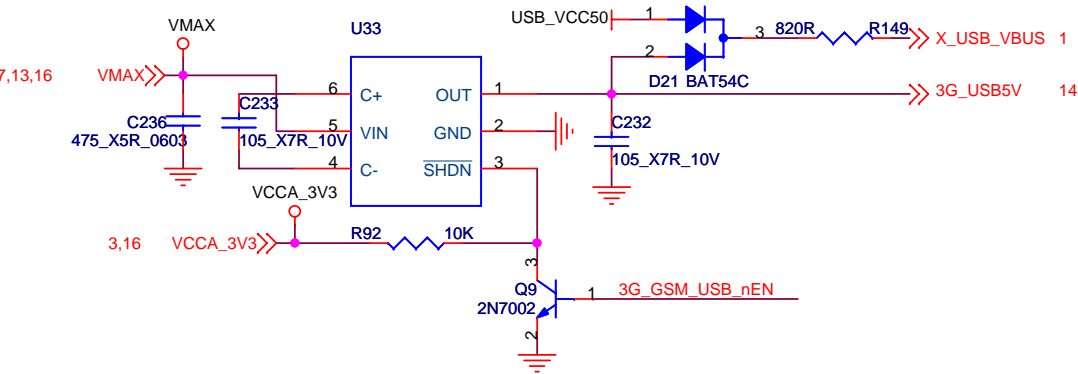 USB_VCC50 1
VMAX
U33
3 820R R149 X_USB_VBUS 1
2
D21 BAT54C
7,13,16 VMAX
6 C+ OUT 1 3G_USB5V 14
C233
C236
475_X5R_0603
105_X7R_10V
5 VIN GND 2
C232
105_X7R_10V
4 C- SHDN 3
VCCA_3V3
3,16 VCCA_3V3 R92 10K
3
Q9
2N7002
1 3G_GSM_USB_nEN
2